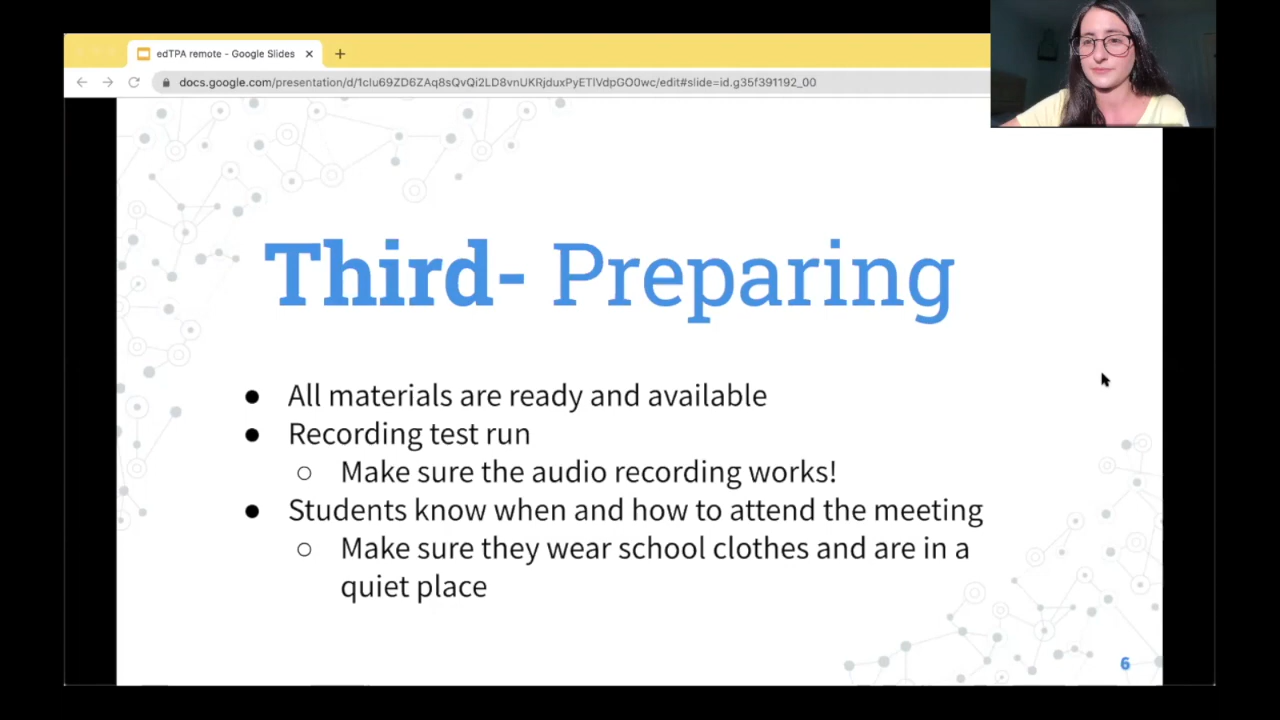 edTPA remote - Google Slides
docs.google.com/presentation/d/1clu69ZD6ZAq8sQvQi2LD8vnUKRjduxPyETIVdpGO0wc/edit#slide=id.g35f391192_00
Third- Preparing
● All materials are ready and available
● Recording test run
○ Make sure the audio recording works!
● Students know when and how to attend the meeting
○ Make sure they wear school clothes and are in a
quiet place
6